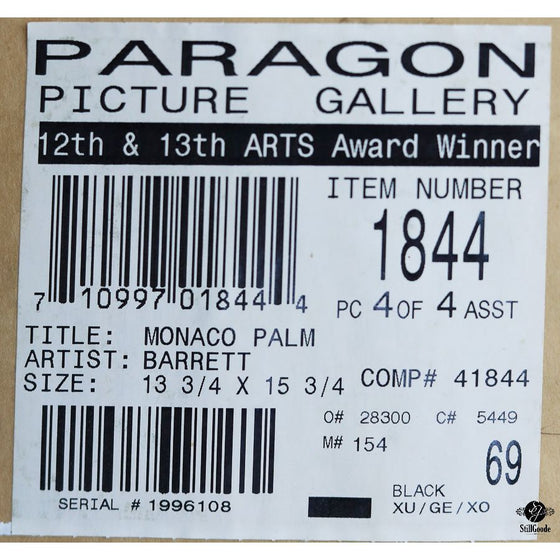 PARAGON
PICTURE GALLERY
12th & 13th ARTS Award Winner
ITEM NUMBER
1844
7 10997 01844 4
PC 4 OF 4 ASST
TITLE: MONACO PALM
ARTIST: BARRETT
SIZE: 13 3/4 X 15 3/4
COMP# 41844
O# 28300 C# 5449
M# 154
69
SERIAL # 1996108
BLACK
XU/GE/XO
StillGoode